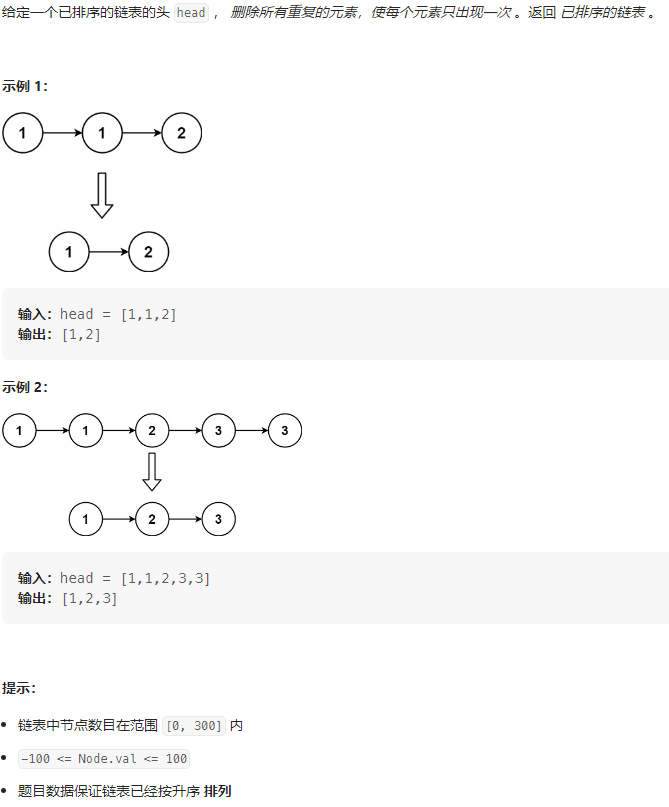 给定一个已排序的链表的头 head ， 删除所有重复的元素，使每个元素只出现一次 。返回 已排序的链表 。
示例 1：
1 1 2
1 2
输入：head = [1,1,2]
输出：[1,2]
示例 2：
1 1 2 3 3
1 2 3
输入：head = [1,1,2,3,3]
输出：[1,2,3]
提示：
链表中节点数目在范围 [0, 300] 内
-100 <= Node.val <= 100
题目数据保证链表已经按升序 排列